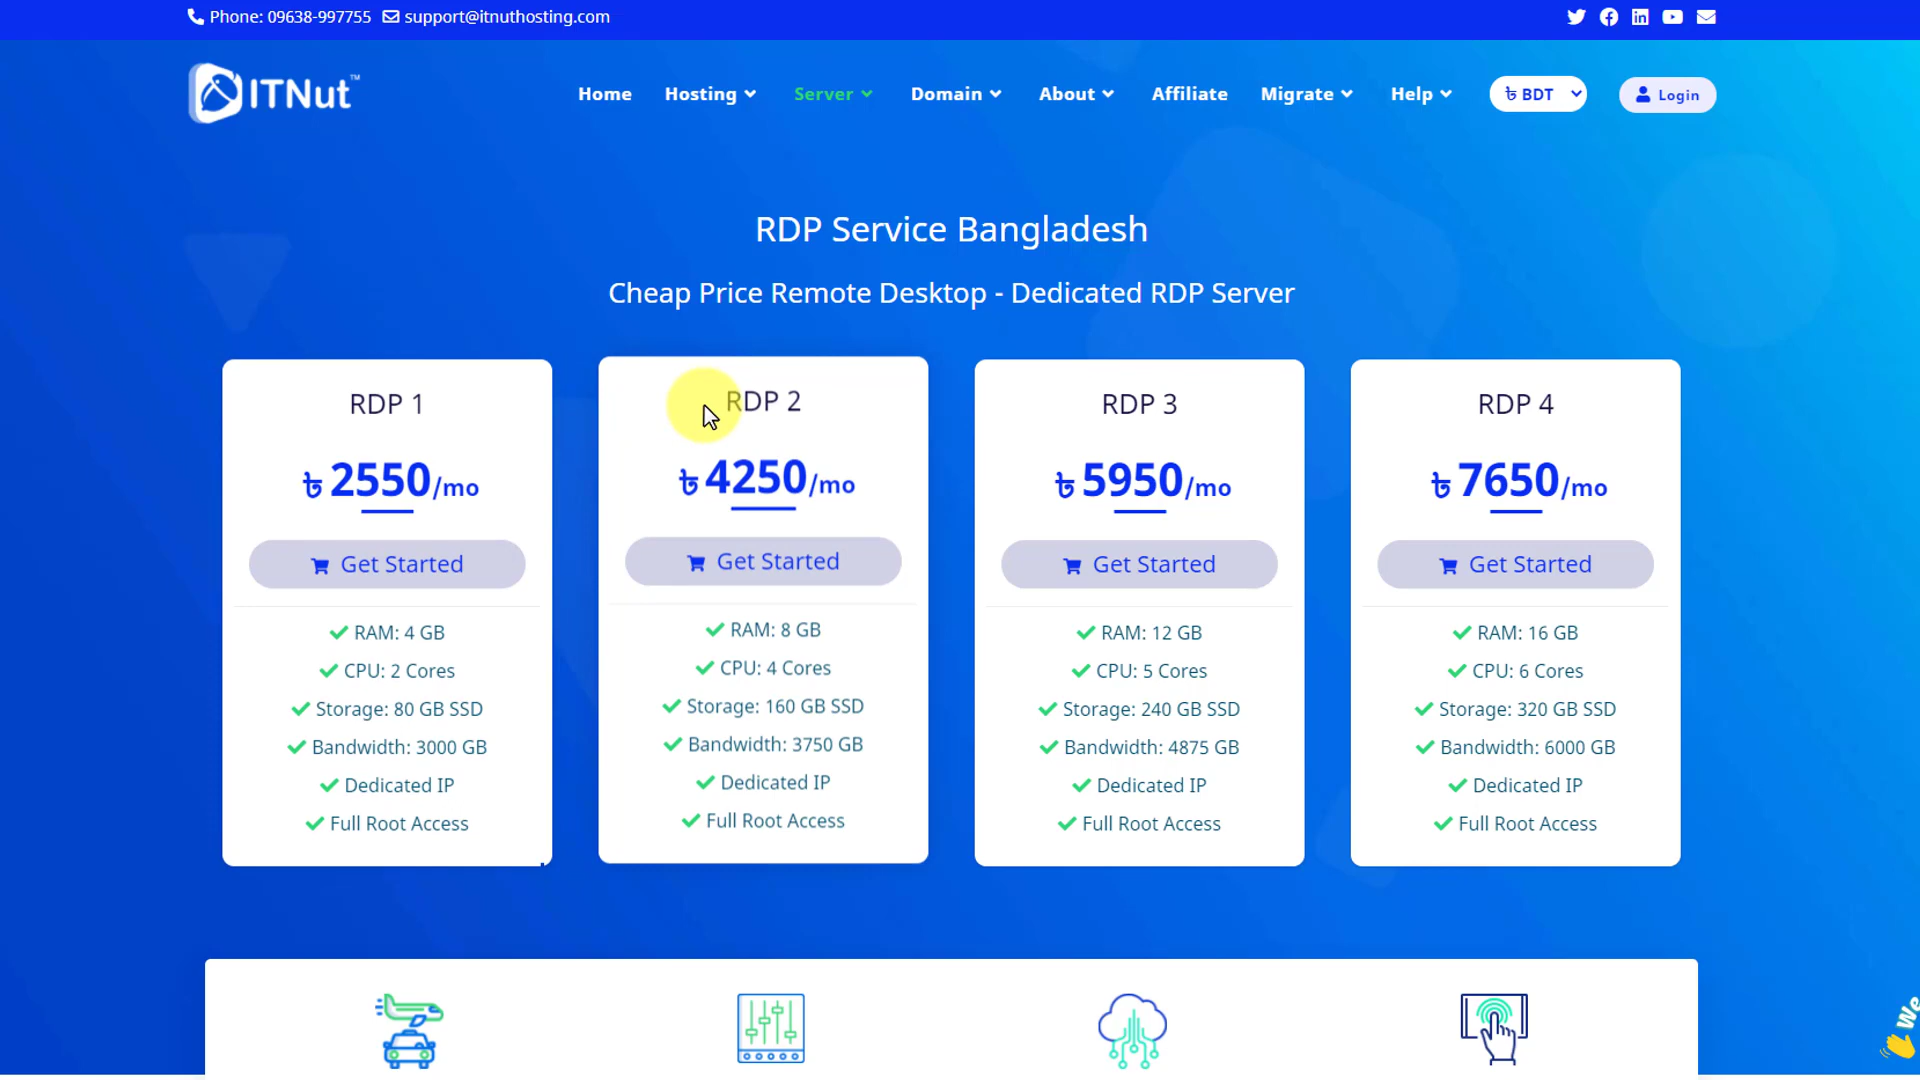 Phone: 09638-997755 support@itnuthosting.com
ITNut™
Home Hosting Server Domain About Affiliate Migrate Help ৳ BDT Login
RDP Service Bangladesh
Cheap Price Remote Desktop - Dedicated RDP Server
RDP 1
৳ 2550/mo
Get Started
RAM: 4 GB
CPU: 2 Cores
Storage: 80 GB SSD
Bandwidth: 3000 GB
Dedicated IP
Full Root Access
RDP 2
৳ 4250/mo
Get Started
RAM: 8 GB
CPU: 4 Cores
Storage: 160 GB SSD
Bandwidth: 3750 GB
Dedicated IP
Full Root Access
RDP 3
৳ 5950/mo
Get Started
RAM: 12 GB
CPU: 5 Cores
Storage: 240 GB SSD
Bandwidth: 4875 GB
Dedicated IP
Full Root Access
RDP 4
৳ 7650/mo
Get Started
RAM: 16 GB
CPU: 6 Cores
Storage: 320 GB SSD
Bandwidth: 6000 GB
Dedicated IP
Full Root Access
We